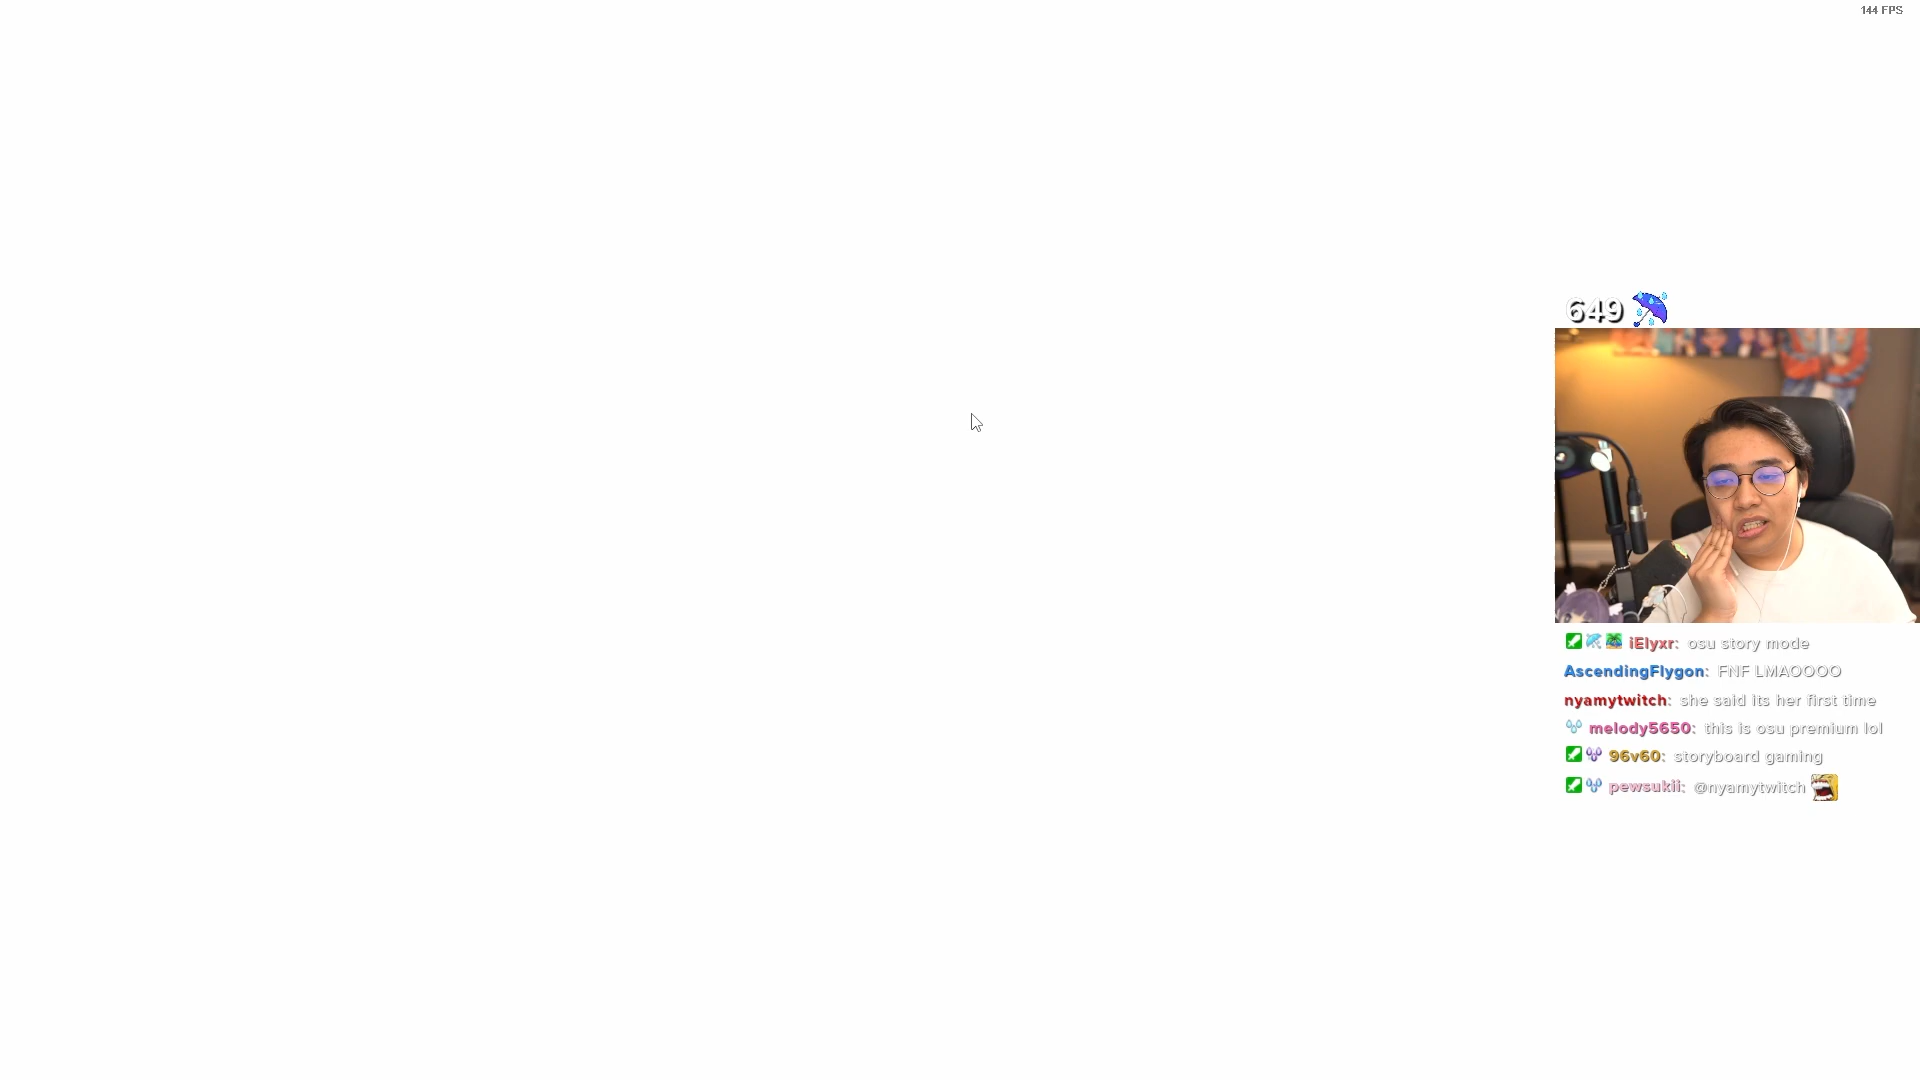 144 FPS
649
iElyxr: osu story mode
AscendingFlygon: FNF LMAOOOO
nyamytwitch: she said its her first time
melody5650: this is osu premium lol
96v60: storyboard gaming
pewsukii: @nyamytwitch